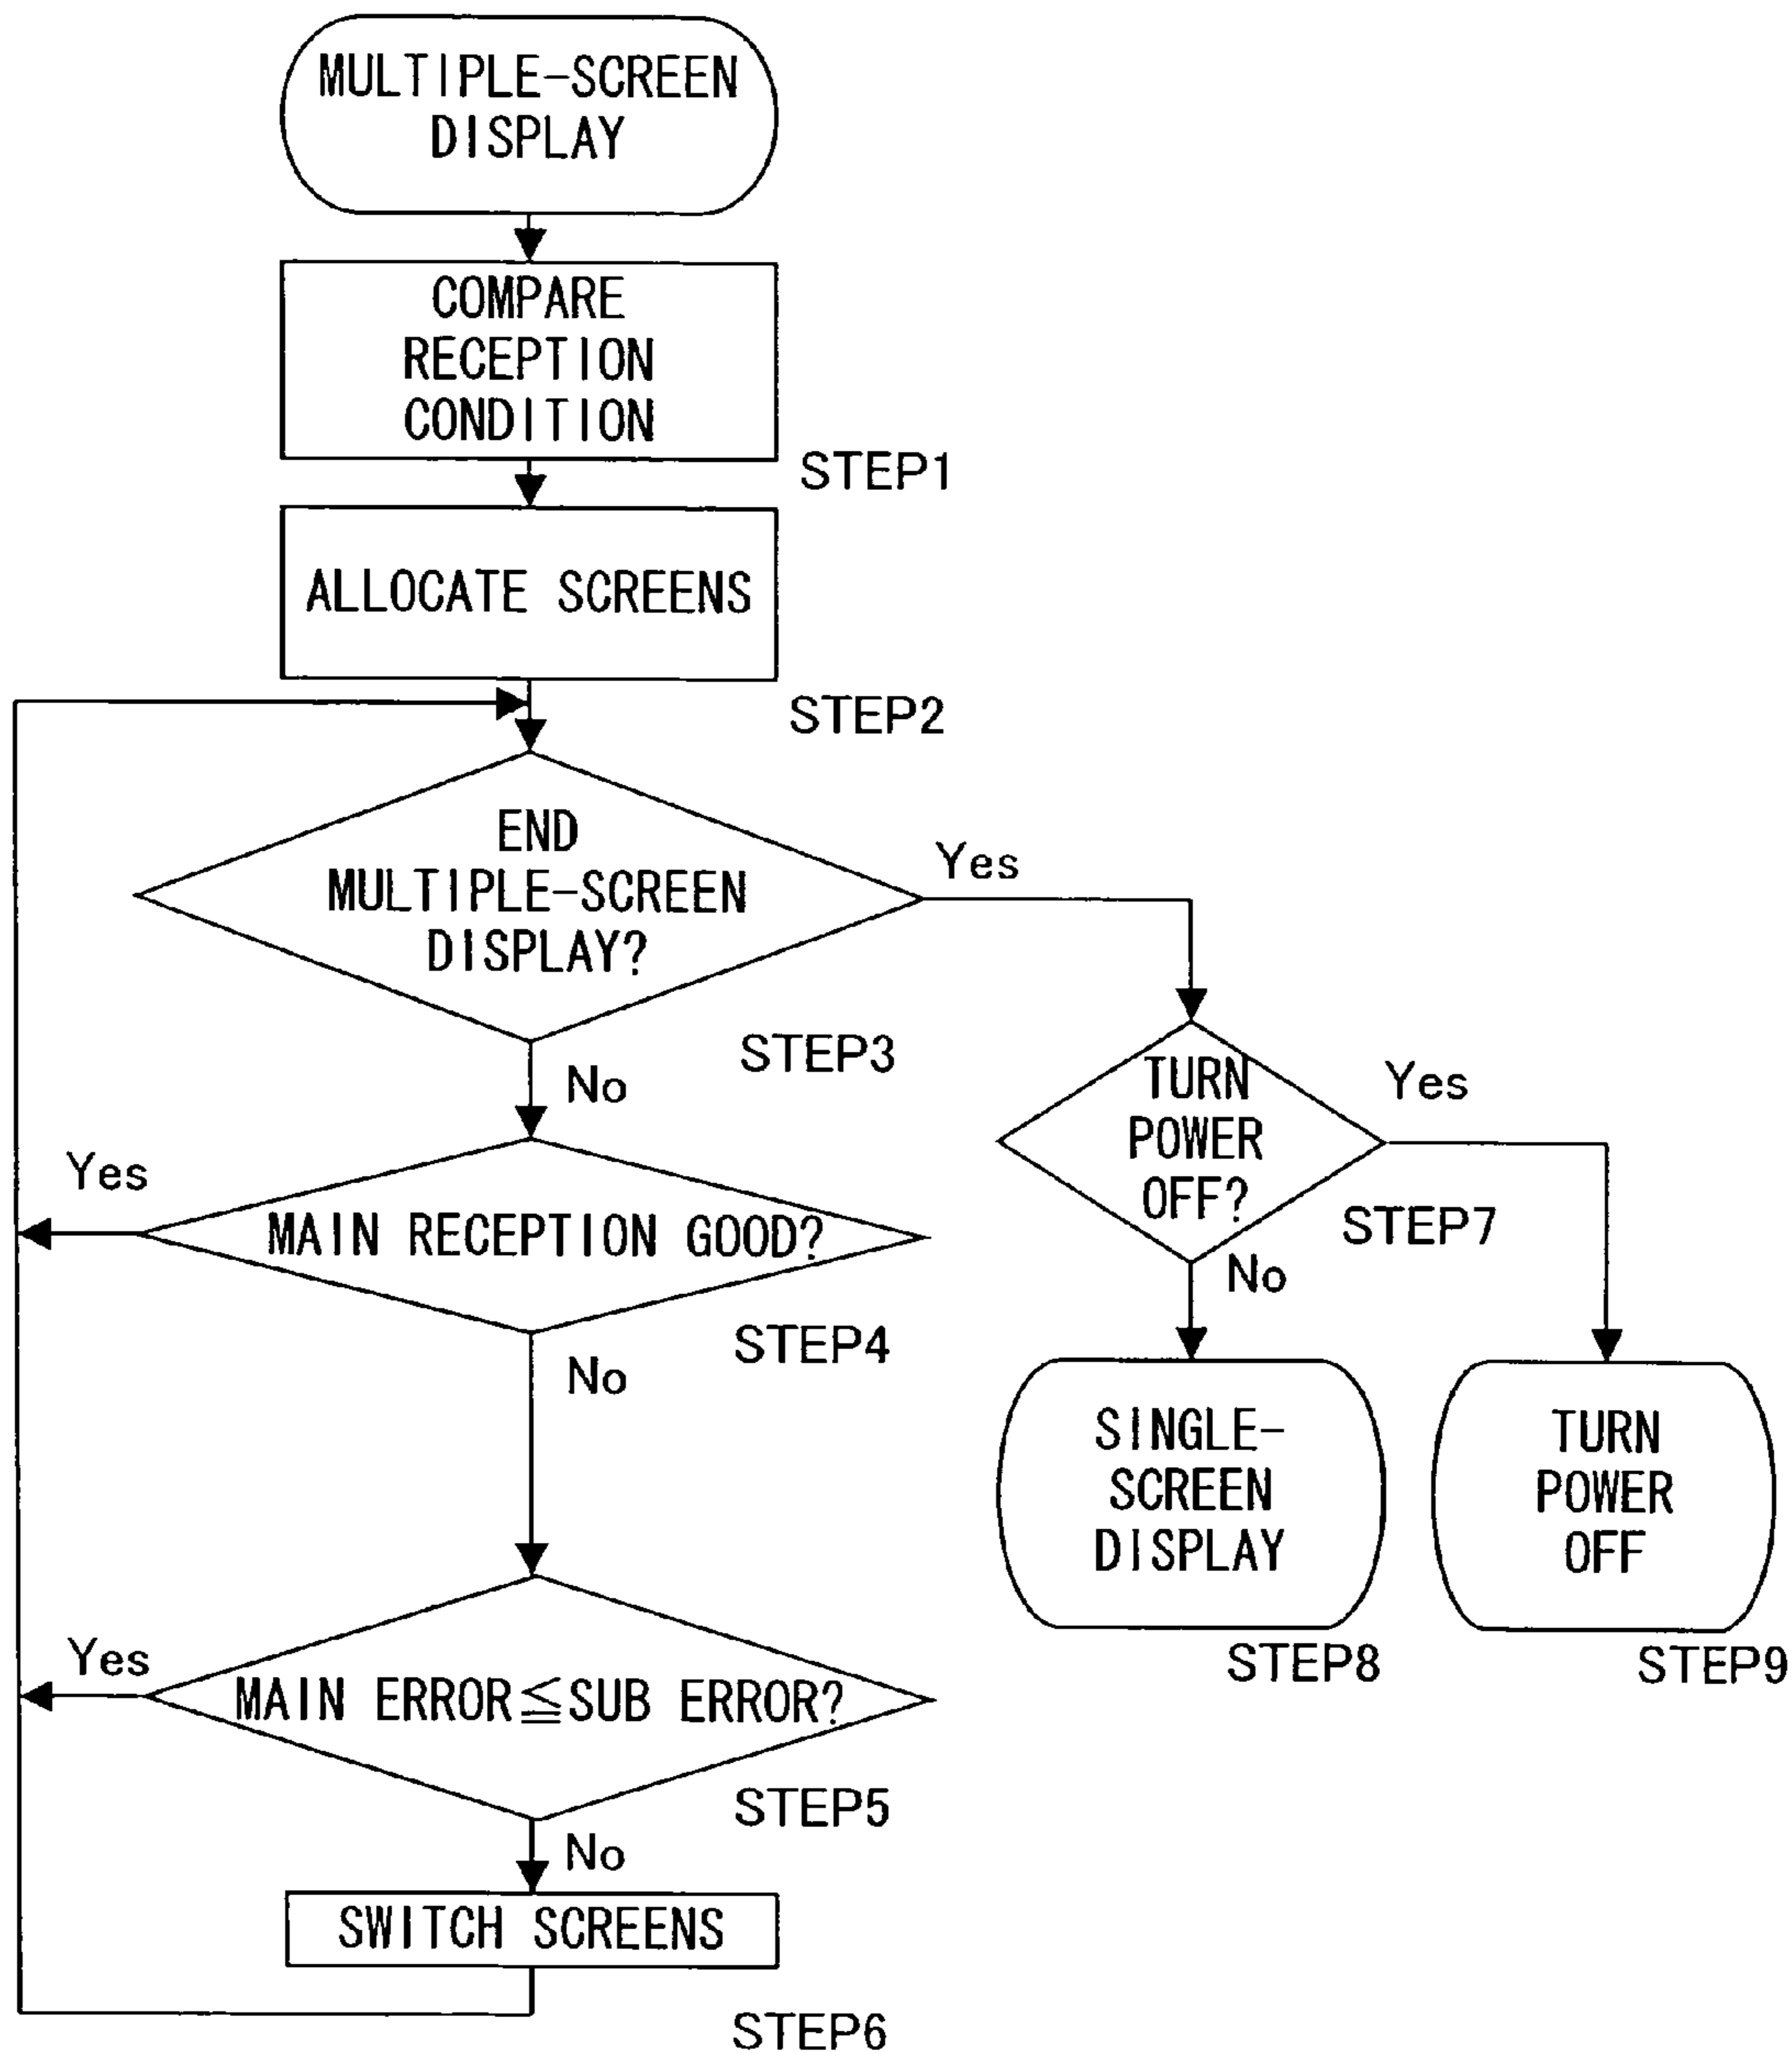 MULTIPLE-SCREEN
DISPLAY
COMPARE
RECEPTION
CONDITION
STEP1
ALLOCATE SCREENS
STEP2
END
MULTIPLE-SCREEN
DISPLAY?
Yes
STEP3
No
TURN
POWER
OFF?
Yes
STEP7
No
Yes
MAIN RECEPTION GOOD?
STEP4
No
SINGLE-
SCREEN
DISPLAY
STEP8
TURN
POWER
OFF
STEP9
Yes
MAIN ERROR≦SUB ERROR?
STEP5
No
SWITCH SCREENS
STEP6